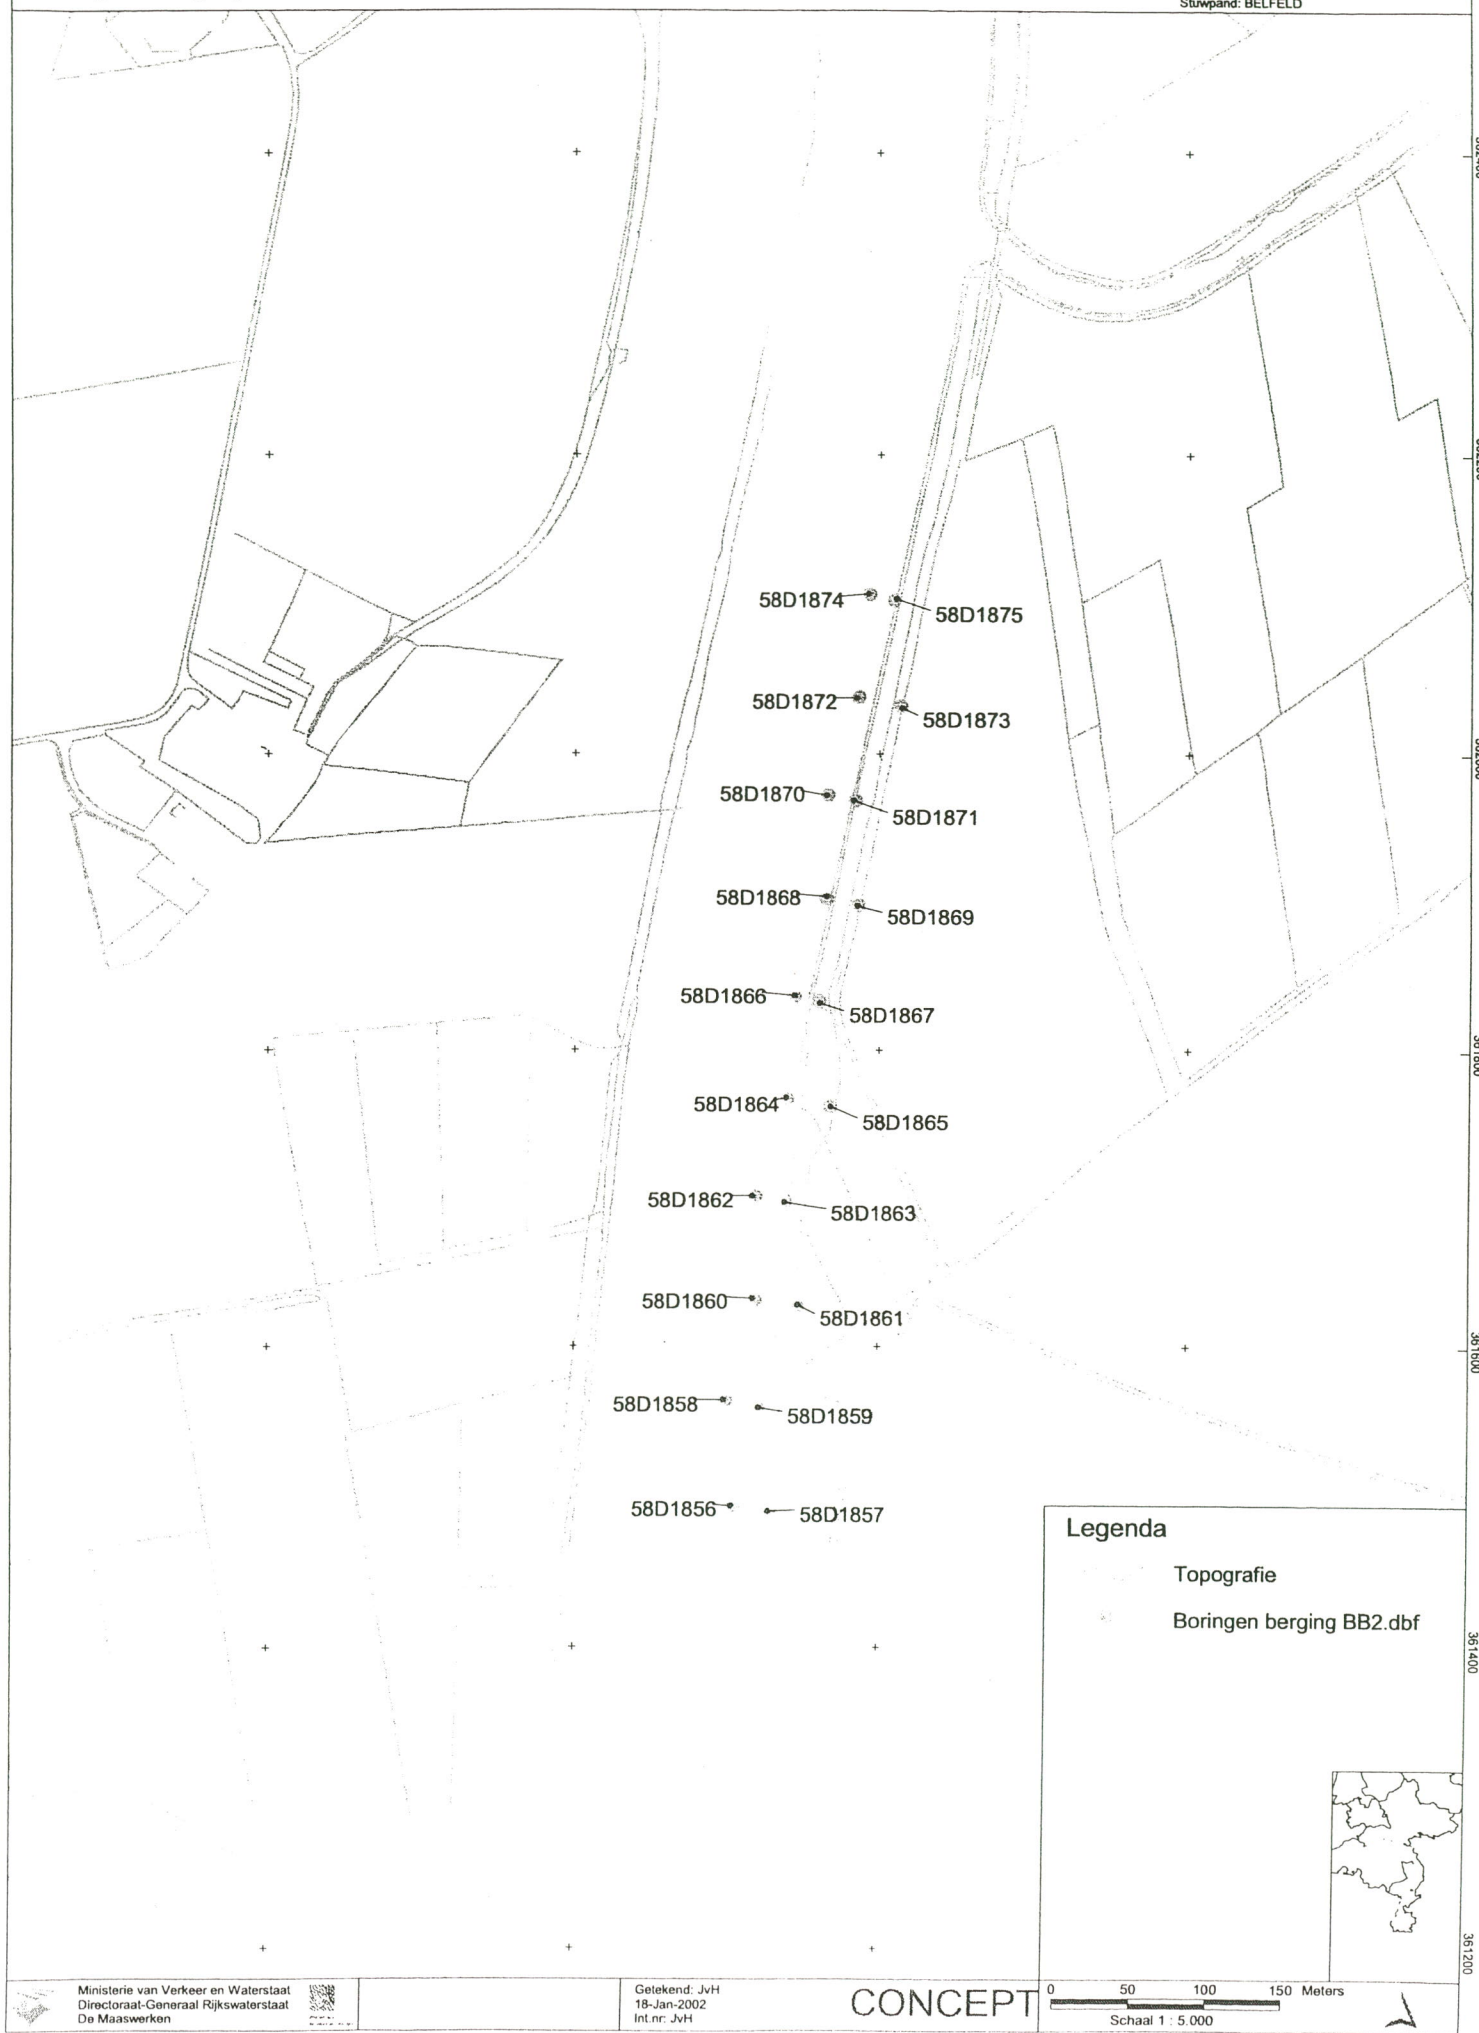 Stuwpand: BELFELD
58D1874
58D1875
58D1872
58D1873
58D1870
58D1871
58D1868
58D1869
58D1866
58D1867
361800
58D1864
58D1865
58D1862
58D1863
58D1860
58D1861
361600
58D1858
58D1859
58D1856
58D1857
Legenda
Topografie
Boringen berging BB2.dbf
361400
361200
Ministerie van Verkeer en Waterstaat
Directoraat-Generaal Rijkswaterstaat
De Maaswerken
Getekend: JvH
18-Jan-2002
Int.nr: JvH
CONCEPT
0 50 100 150 Meters
Schaal 1 : 5.000